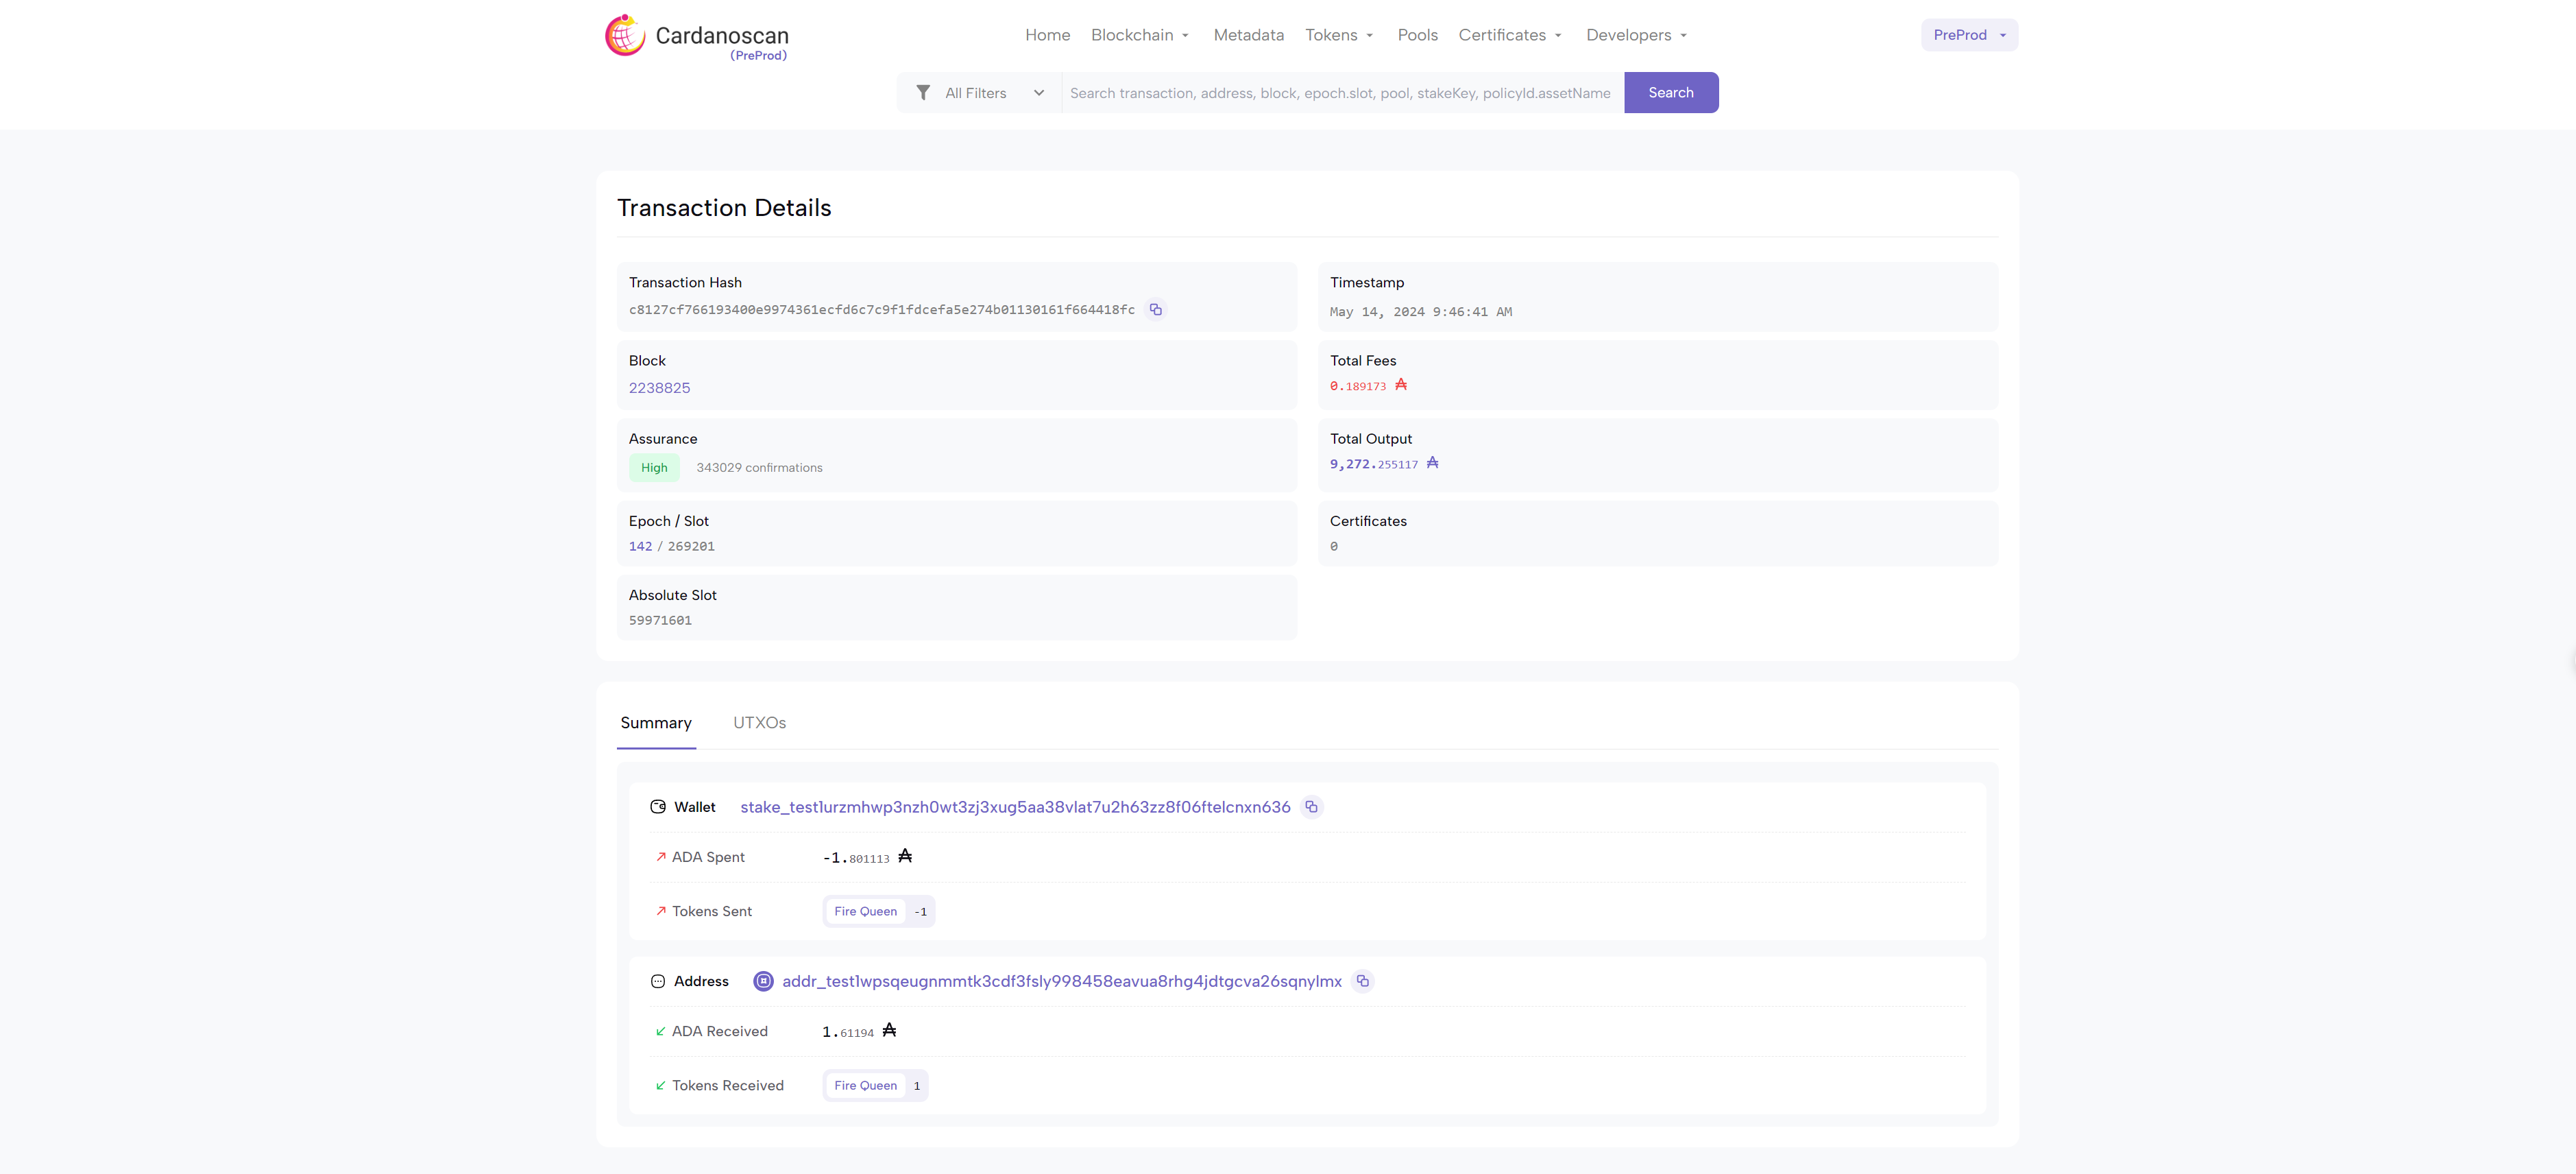 Cardanoscan
(PreProd)
Home Blockchain Metadata Tokens Pools Certificates Developers
PreProd
All Filters
Search transaction, address, block, epoch.slot, pool, stakeKey, policyId.assetName
Search
Transaction Details
Transaction Hash
c8127cf766193400e9974361ecfd6c7c9f1fdcefa5e274b01130161f664418fc
Timestamp
May 14, 2024 9:46:41 AM
Block
2238825
Total Fees
0.189173 ₳
Assurance
High 343029 confirmations
Total Output
9,272.255117 ₳
Epoch / Slot
142 / 269201
Certificates
0
Absolute Slot
59971601
Summary UTXOs
Wallet stake_test1urzmhwp3nzh0wt3zj3xug5aa38vlat7u2h63zz8f06ftelcnxn636
ADA Spent -1.801113 ₳
Tokens Sent Fire Queen -1
Address addr_test1wpsqeugnmmtk3cdf3fsly998458eavua8rhg4jdtgcva26sqnylmx
ADA Received 1.61194 ₳
Tokens Received Fire Queen 1